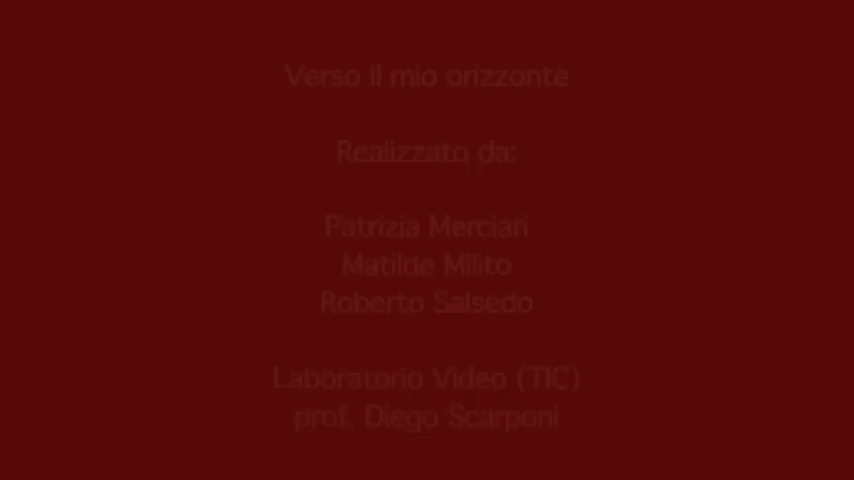 Verso il mio orizzonte
Realizzato da:
Patrizia Merciari
Matilde Milito
Roberto Salsedo
Laboratorio Video (TIC)
prof. Diego Scarponi